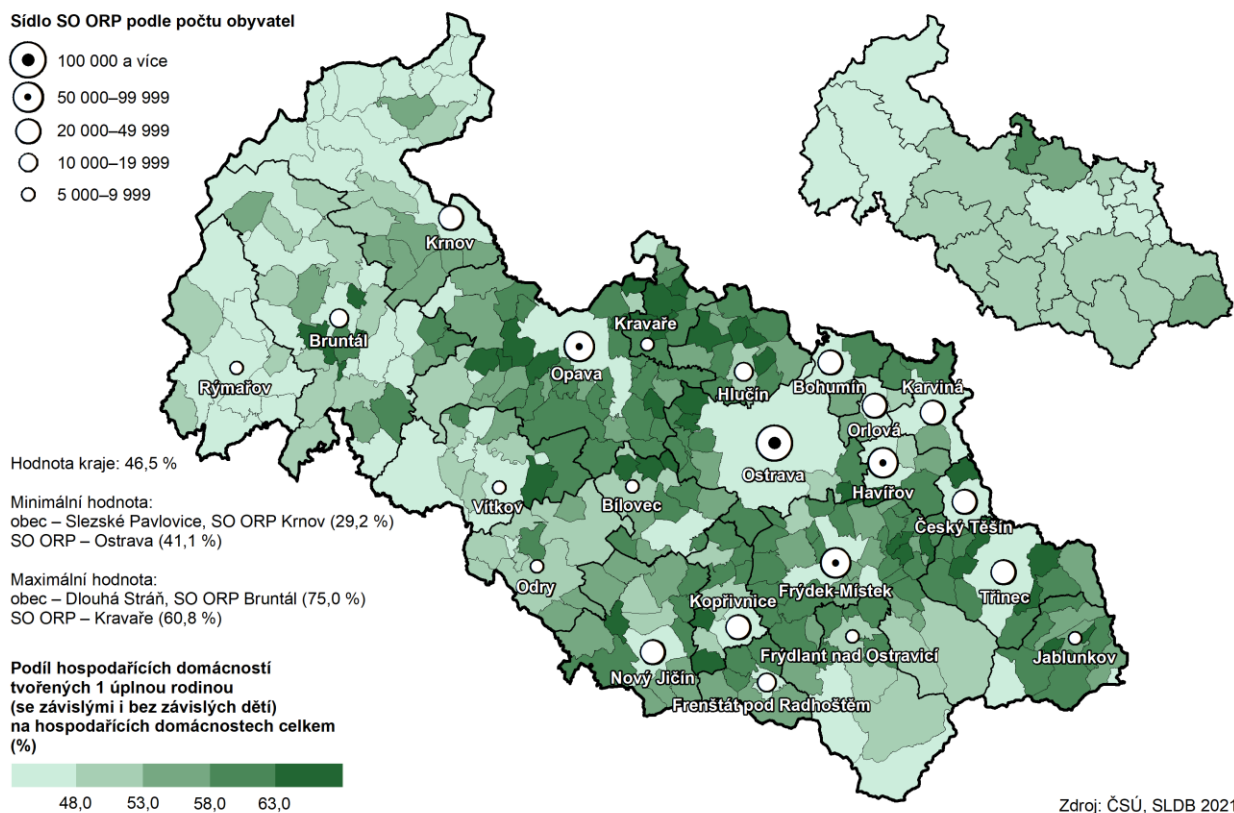 Sídlo SO ORP podle počtu obyvatel
100 000 a více
50 000–99 999
20 000–49 999
10 000–19 999
5 000–9 999
Krnov
Bruntál
Rýmařov
Opava
Kravaře
Hlučín
Bohumín
Karviná
Orlová
Ostrava
Havířov
Vítkov
Bílovec
Český Těšín
Odry
Frýdek-Místek
Třinec
Kopřivnice
Nový Jičín
Frýdlant nad Ostravicí
Jablunkov
Frenštát pod Radhoštěm
Hodnota kraje: 46,5 %
Minimální hodnota:
obec – Slezské Pavlovice, SO ORP Krnov (29,2 %)
SO ORP – Ostrava (41,1 %)
Maximální hodnota:
obec – Dlouhá Stráň, SO ORP Bruntál (75,0 %)
SO ORP – Kravaře (60,8 %)
Podíl hospodařících domácností
tvořených 1 úplnou rodinou
(se závislými i bez závislých dětí)
na hospodařících domácnostech celkem
(%)
48,0 53,0 58,0 63,0
Zdroj: ČSÚ, SLDB 2021